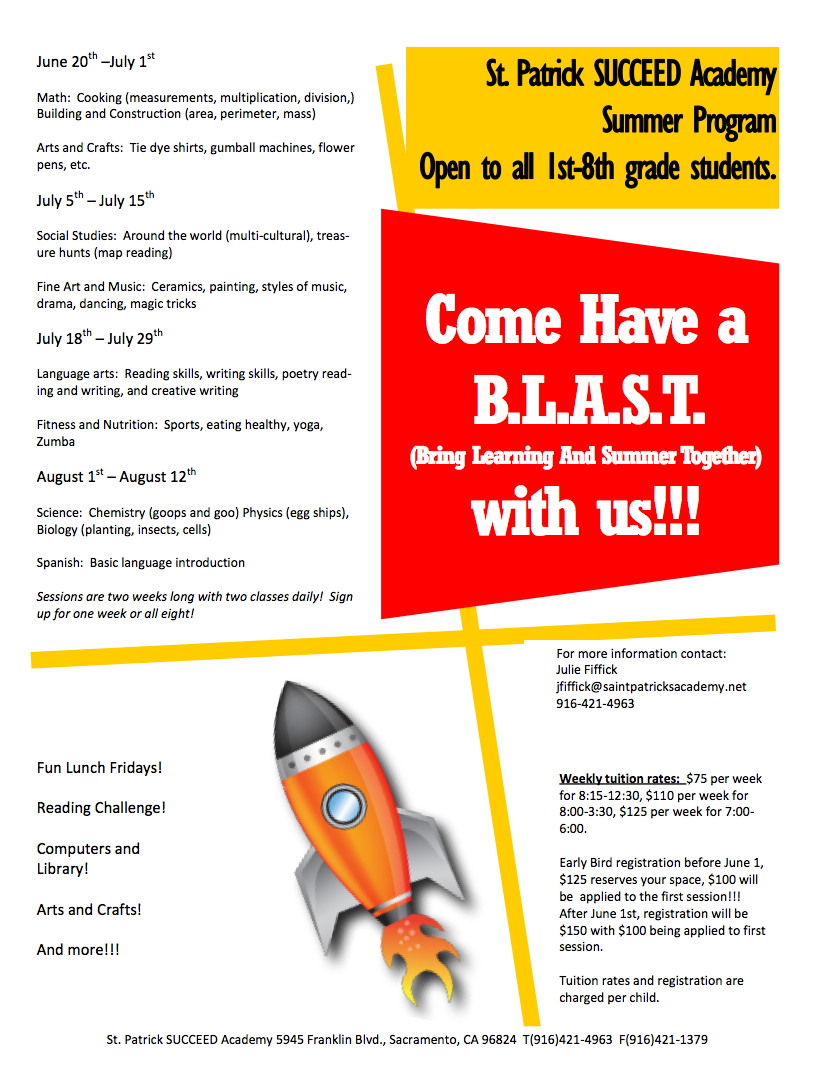 June 20th –July 1st
Math:  Cooking (measurements, multiplication, division,)
Building and Construction (area, perimeter, mass)
Arts and Crafts:  Tie dye shirts, gumball machines, flower
pens, etc.
July 5th – July 15th
Social Studies:  Around the world (multi-cultural), treas-
ure hunts (map reading)
Fine Art and Music:  Ceramics, painting, styles of music,
drama, dancing, magic tricks
July 18th – July 29th
Language arts:  Reading skills, writing skills, poetry read-
ing and writing, and creative writing
Fitness and Nutrition:  Sports, eating healthy, yoga,
Zumba
August 1st – August 12th
Science:  Chemistry (goops and goo) Physics (egg ships),
Biology (planting, insects, cells)
Spanish:  Basic language introduction
Sessions are two weeks long with two classes daily!  Sign
up for one week or all eight!
St. Patrick SUCCEED Academy
Summer Program
Open to all 1st-8th grade students.
Come Have a
B.L.A.S.T.
(Bring Learning And Summer Together)
with us!!!
For more information contact:
Julie Fiffick
jfiffick@saintpatricksacademy.net
916-421-4963
Fun Lunch Fridays!
Reading Challenge!
Computers and
Library!
Arts and Crafts!
And more!!!
Weekly tuition rates:  $75 per week
for 8:15-12:30, $110 per week for
8:00-3:30, $125 per week for 7:00-
6:00.
Early Bird registration before June 1,
$125 reserves your space, $100 will
be  applied to the first session!!!
After June 1st, registration will be
$150 with $100 being applied to first
session.
Tuition rates and registration are
charged per child.
St. Patrick SUCCEED Academy 5945 Franklin Blvd., Sacramento, CA 96824  T(916)421-4963  F(916)421-1379